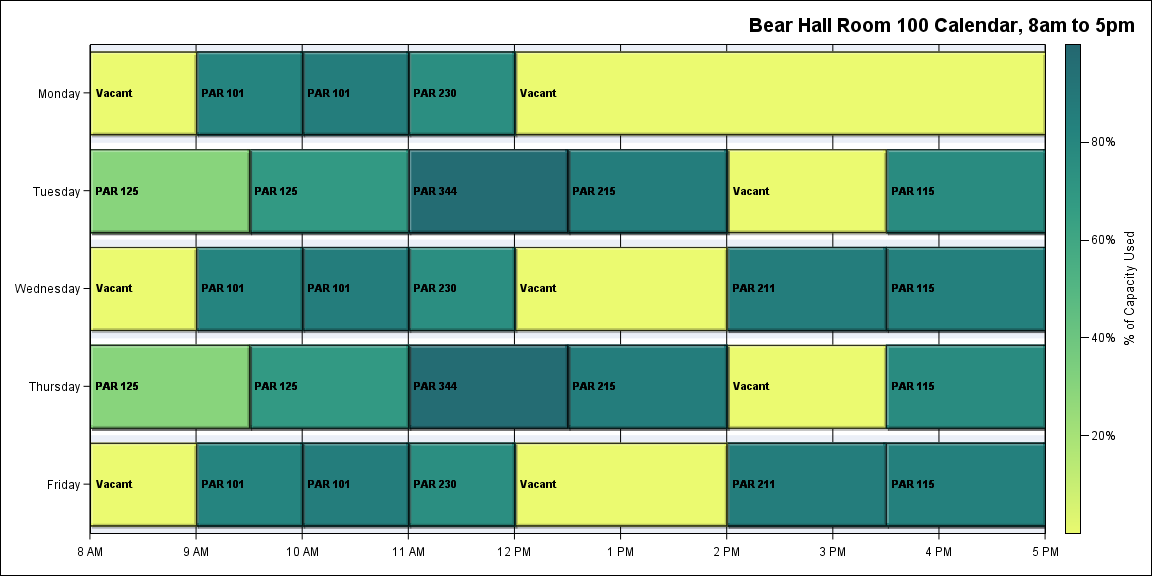 Bear Hall Room 100 Calendar, 8am to 5pm
Monday
Vacant
PAR 101
PAR 101
PAR 230
Vacant
Tuesday
PAR 125
PAR 125
PAR 344
PAR 215
Vacant
PAR 115
Wednesday
Vacant
PAR 101
PAR 101
PAR 230
Vacant
PAR 211
PAR 115
Thursday
PAR 125
PAR 125
PAR 344
PAR 215
Vacant
PAR 115
Friday
Vacant
PAR 101
PAR 101
PAR 230
Vacant
PAR 211
PAR 115
8 AM
9 AM
10 AM
11 AM
12 PM
1 PM
2 PM
3 PM
4 PM
5 PM
80%
60%
40%
20%
% of Capacity Used